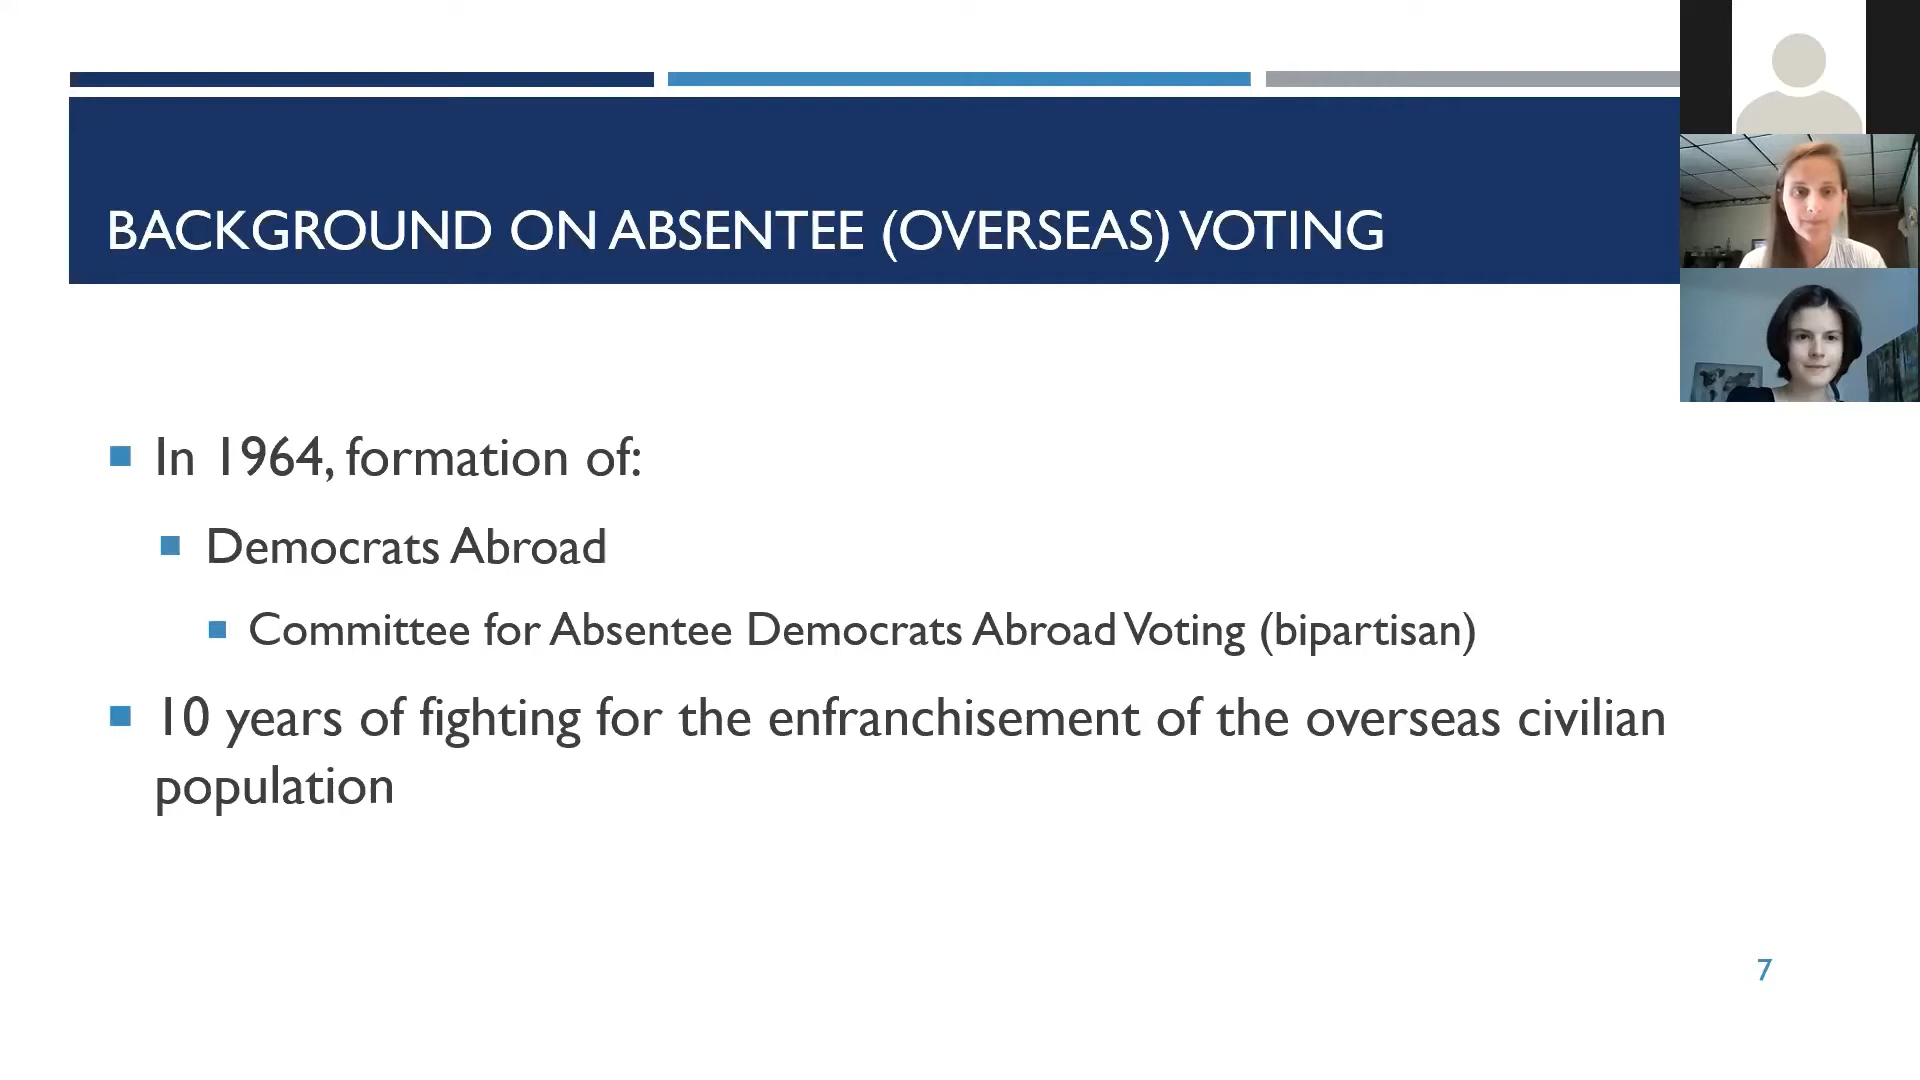 BACKGROUND ON ABSENTEE (OVERSEAS) VOTING
In 1964, formation of:
Democrats Abroad
Committee for Absentee Democrats Abroad Voting (bipartisan)
10 years of fighting for the enfranchisement of the overseas civilian
population
7